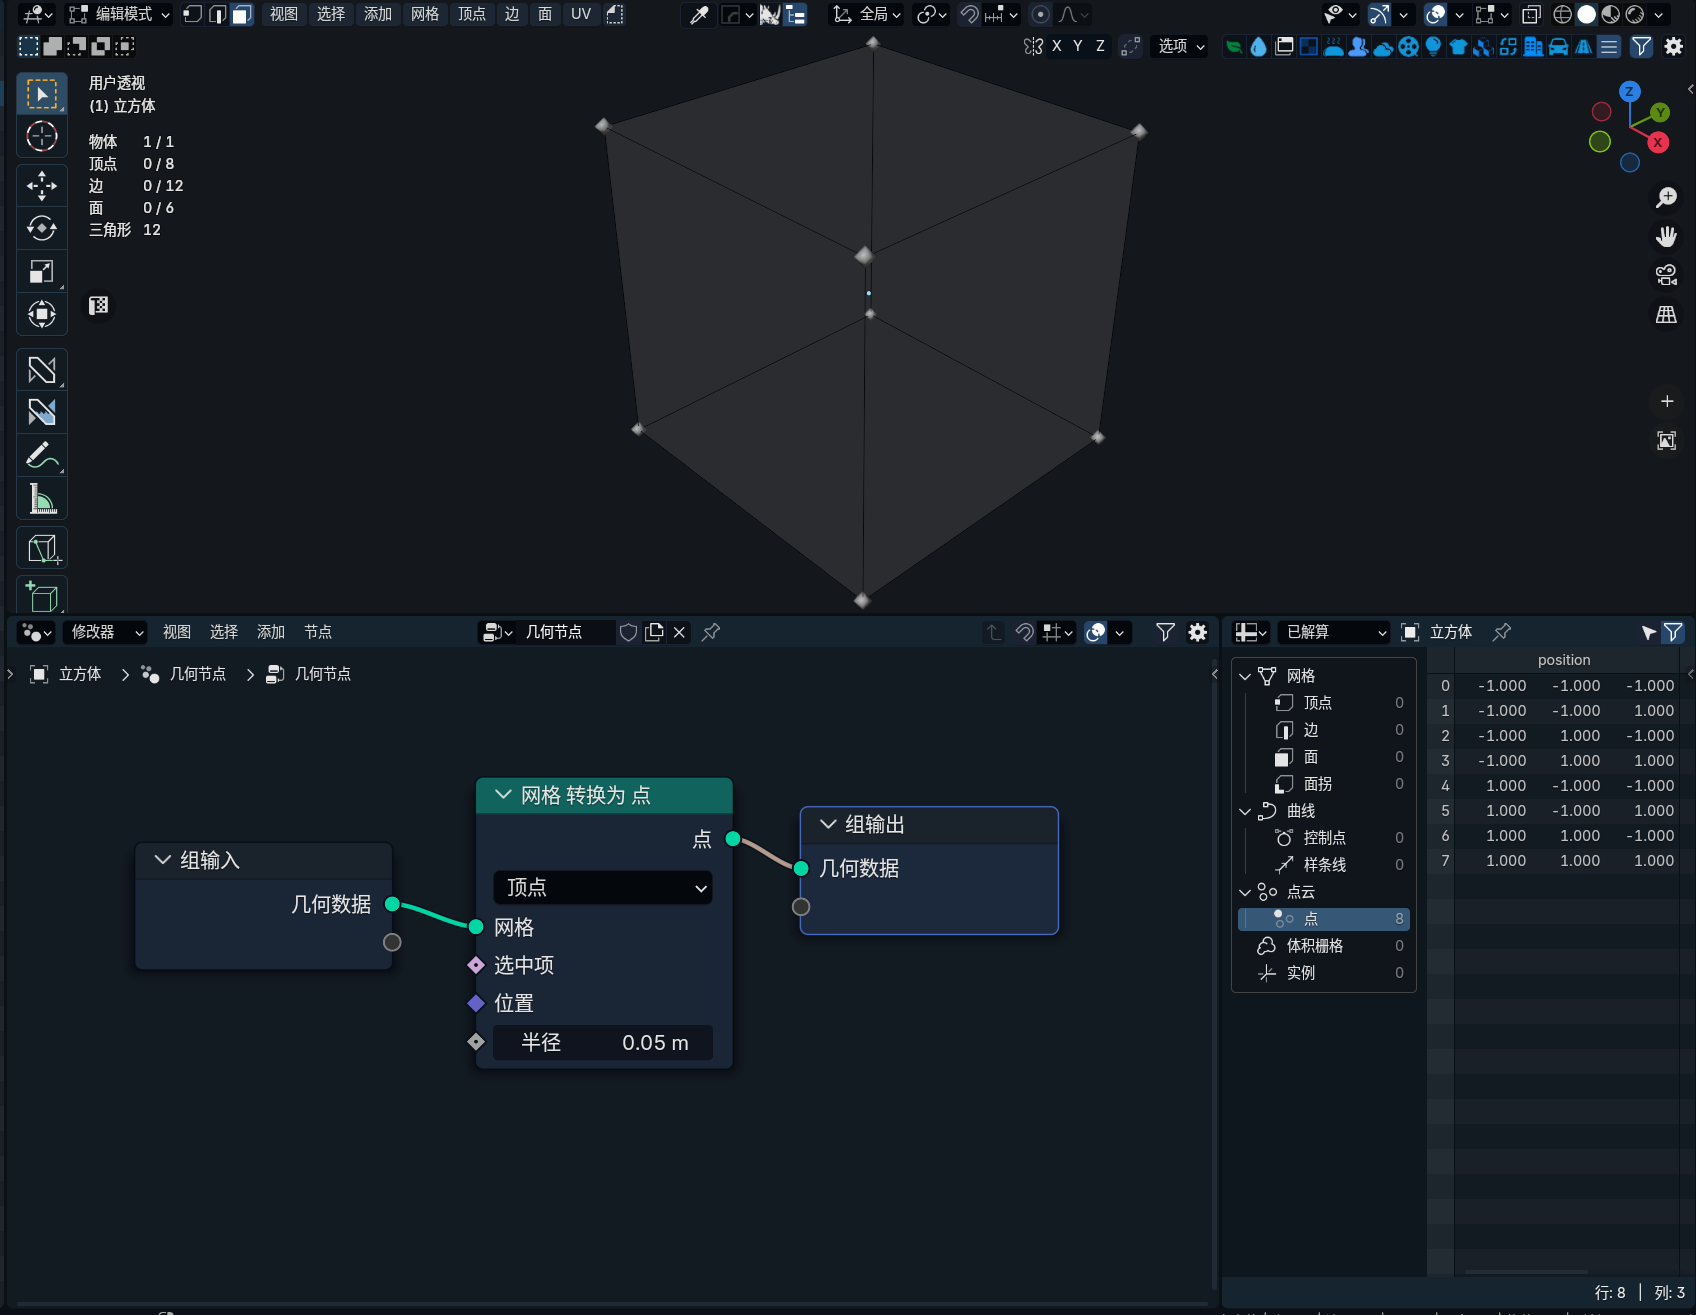 编辑模式 视图 选择 添加 网格 顶点 边 面 UV 全局
X Y Z 选项
用户透视
(1) 立方体
物体 1 / 1
顶点 0 / 8
边 0 / 12
面 0 / 6
三角形 12
Z
Y
X
修改器 视图 选择 添加 节点 几何节点
立方体 几何节点 几何节点
组输入
几何数据
网格 转换为 点
点
顶点
网格
选中项
位置
半径 0.05 m
组输出
几何数据
已解算 立方体
网格
顶点 0
边 0
面 0
面拐 0
曲线
控制点 0
样条线 0
点云
点 8
体积栅格 0
实例 0
position
0 -1.000 -1.000 -1.000
1 -1.000 -1.000 1.000
2 -1.000 1.000 -1.000
3 -1.000 1.000 1.000
4 1.000 -1.000 -1.000
5 1.000 -1.000 1.000
6 1.000 1.000 -1.000
7 1.000 1.000 1.000
行: 8 | 列: 3